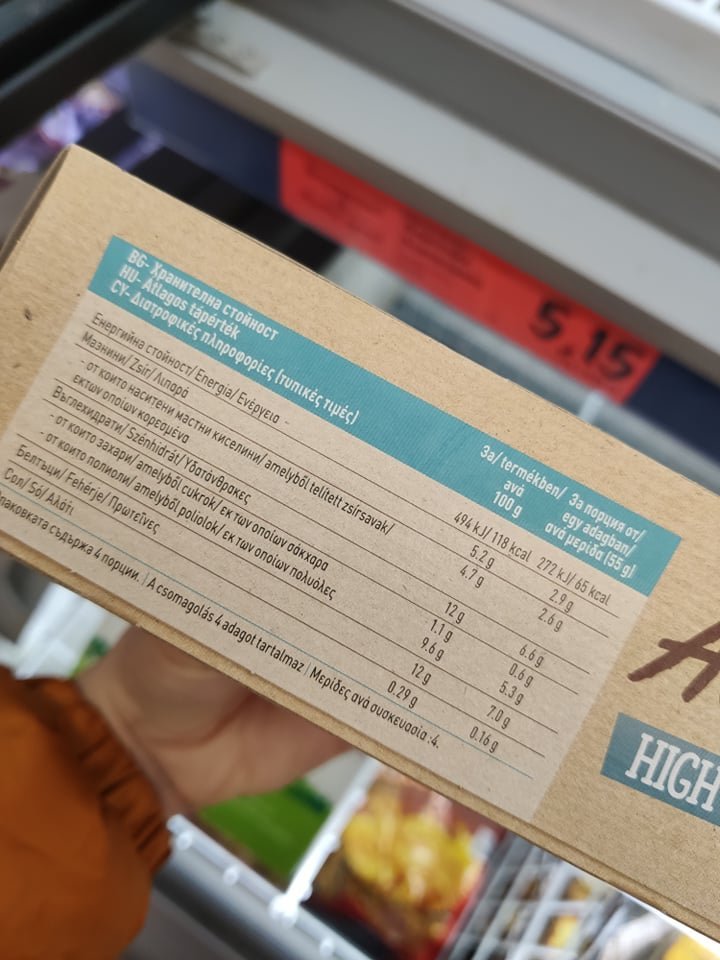 5.15
BG- Хранителна стойност
HU- Átlagos tápérték
CY- Διατροφικές πληροφορίες (τυπικές τιμές)
За/ termékben/
ανά
100 g
За порция от/
egy adagban/
ανά μερίδα (55 g)
Енергийна стойност/ Energia/ Ενέργεια - 494 kJ/ 118 kcal 272 kJ/ 65 kcal
Мазнини/ Zsír/ Λιπαρά 5.2 g 2.9 g
- от които наситени мастни киселини/ amelyből telített zsírsavak/
εκ των οποίων κορεσμένα 4.7 g 2.6 g
Въглехидрати/ Szénhidrát/ Υδατάνθρακες 12 g 6.6 g
- от които захари/ amelyből cukrok/ εκ των οποίων σάκχαρα 1.1 g 0.6 g
- от които полиоли/ amelyből poliolok/ εκ των οποίων πολυόλες 9.6 g 5.3 g
Белтъци/ Fehérje/ Πρωτεΐνες 12 g 7.0 g
Сол/ Só/ Αλάτι 0.29 g 0.16 g
паковката съдържа 4 порции. | A csomagolás 4 adagot tartalmaz | Μερίδες ανά συσκευασία :4.
A
HIGH